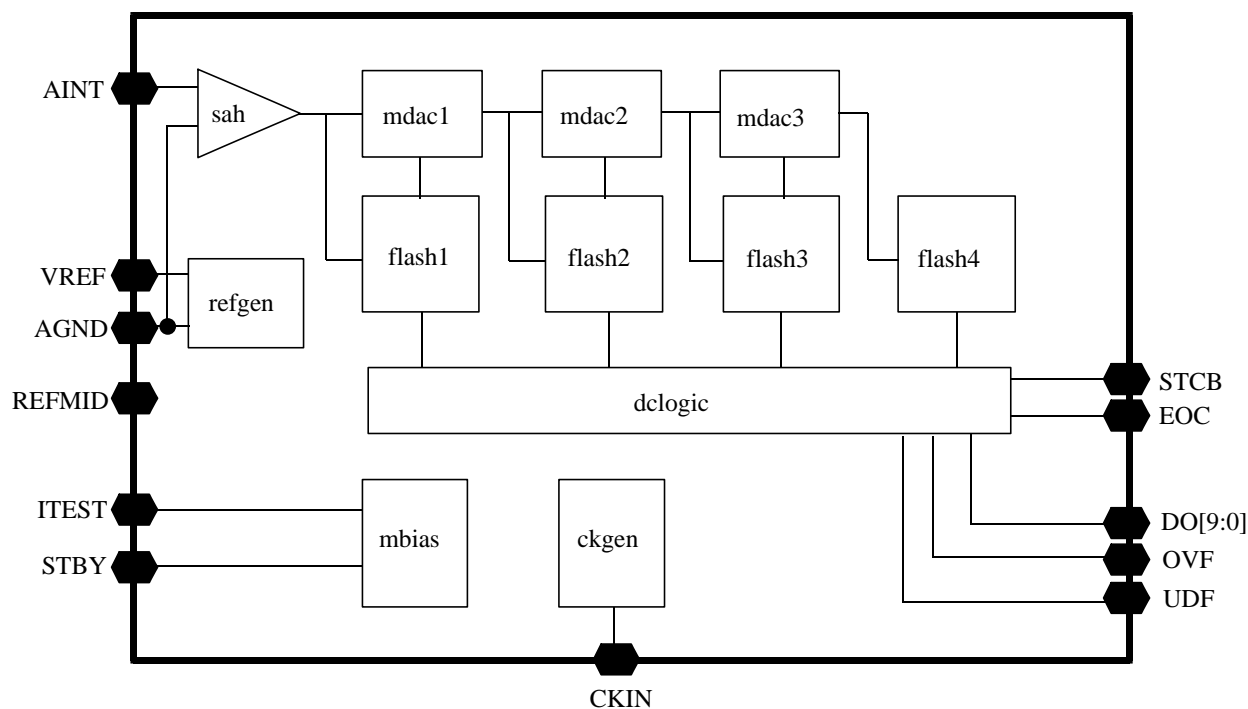 AINT
sah
mdac1
mdac2
mdac3
flash1
flash2
flash3
flash4
VREF
refgen
AGND
REFMID
dclogic
STCB
EOC
ITEST
mbias
ckgen
STBY
DO[9:0]
OVF
UDF
CKIN